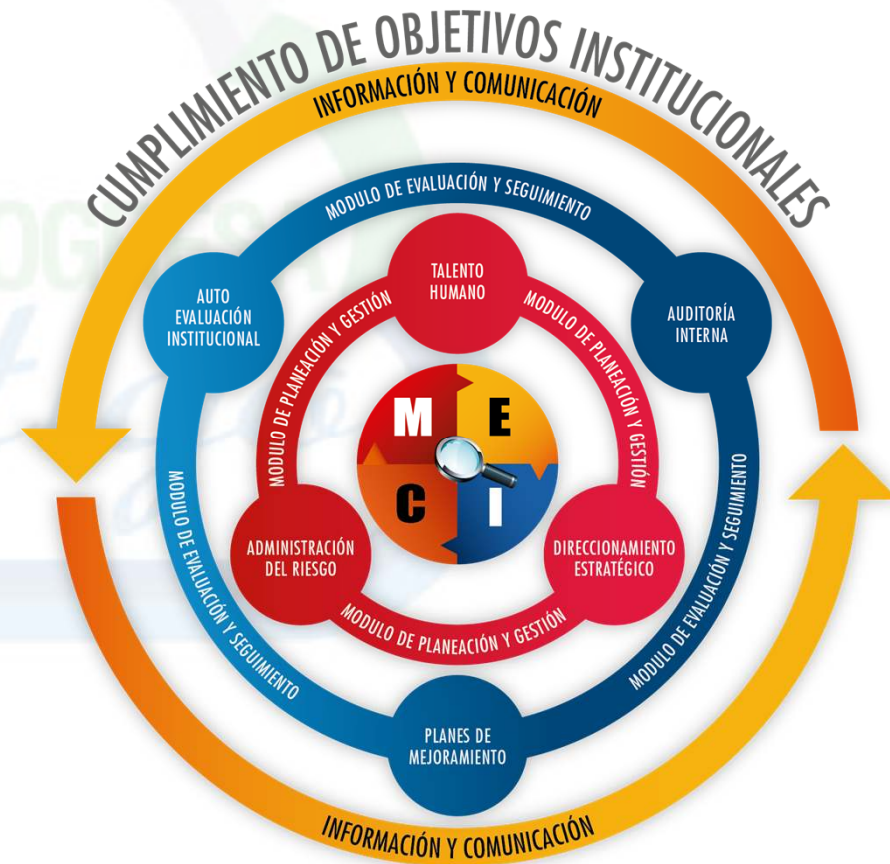 CUMPLIMIENTO DE OBJETIVOS INSTITUCIONALES
INFORMACIÓN Y COMUNICACIÓN
MODULO DE EVALUACIÓN Y SEGUIMIENTO
TALENTO
HUMANO
AUTO
EVALUACIÓN
INSTITUCIONAL
AUDITORÍA
INTERNA
MODULO DE PLANEACIÓN Y GESTIÓN
MODULO DE PLANEACIÓN Y GESTIÓN
M E
C I
ADMINISTRACIÓN
DEL RIESGO
DIRECCIONAMIENTO
ESTRATÉGICO
MODULO DE PLANEACIÓN Y GESTIÓN
MODULO DE EVALUACIÓN Y SEGUIMIENTO
MODULO DE EVALUACIÓN Y SEGUIMIENTO
PLANES DE
MEJORAMIENTO
INFORMACIÓN Y COMUNICACIÓN